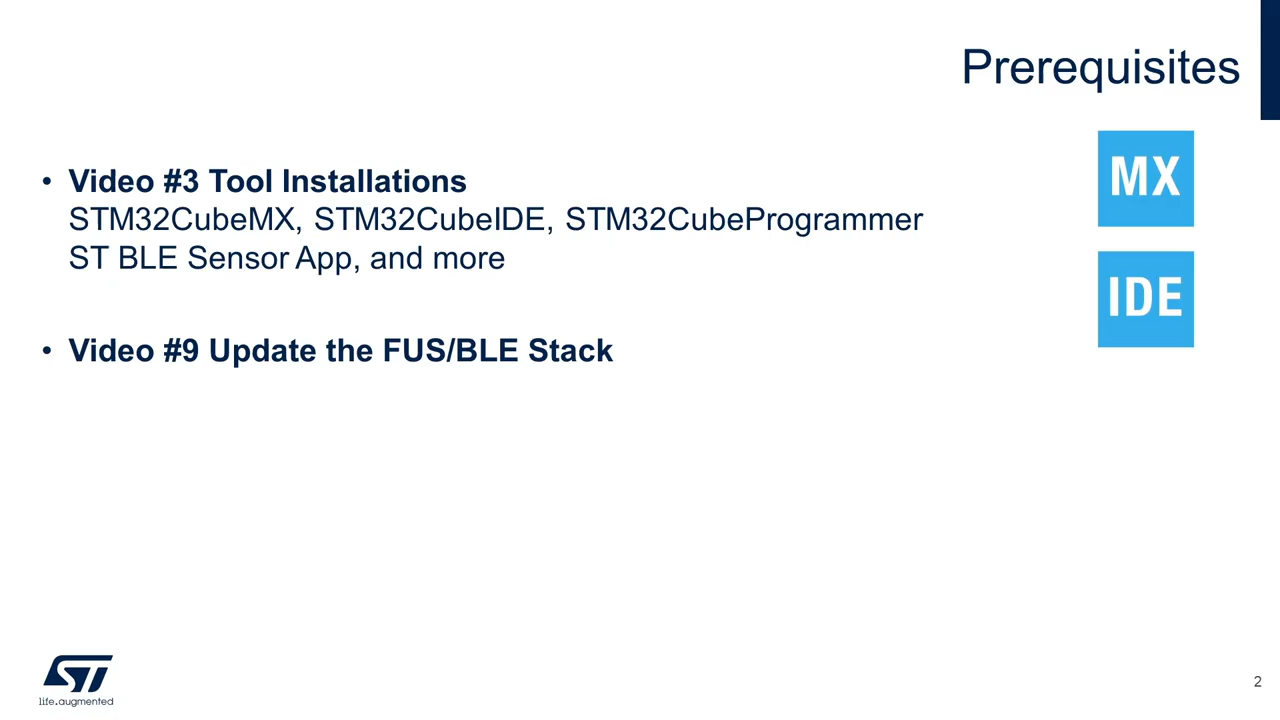 Prerequisites
• Video #3 Tool Installations
STM32CubeMX, STM32CubeIDE, STM32CubeProgrammer
ST BLE Sensor App, and more
• Video #9 Update the FUS/BLE Stack
MX
IDE
ST
life.augmented
2